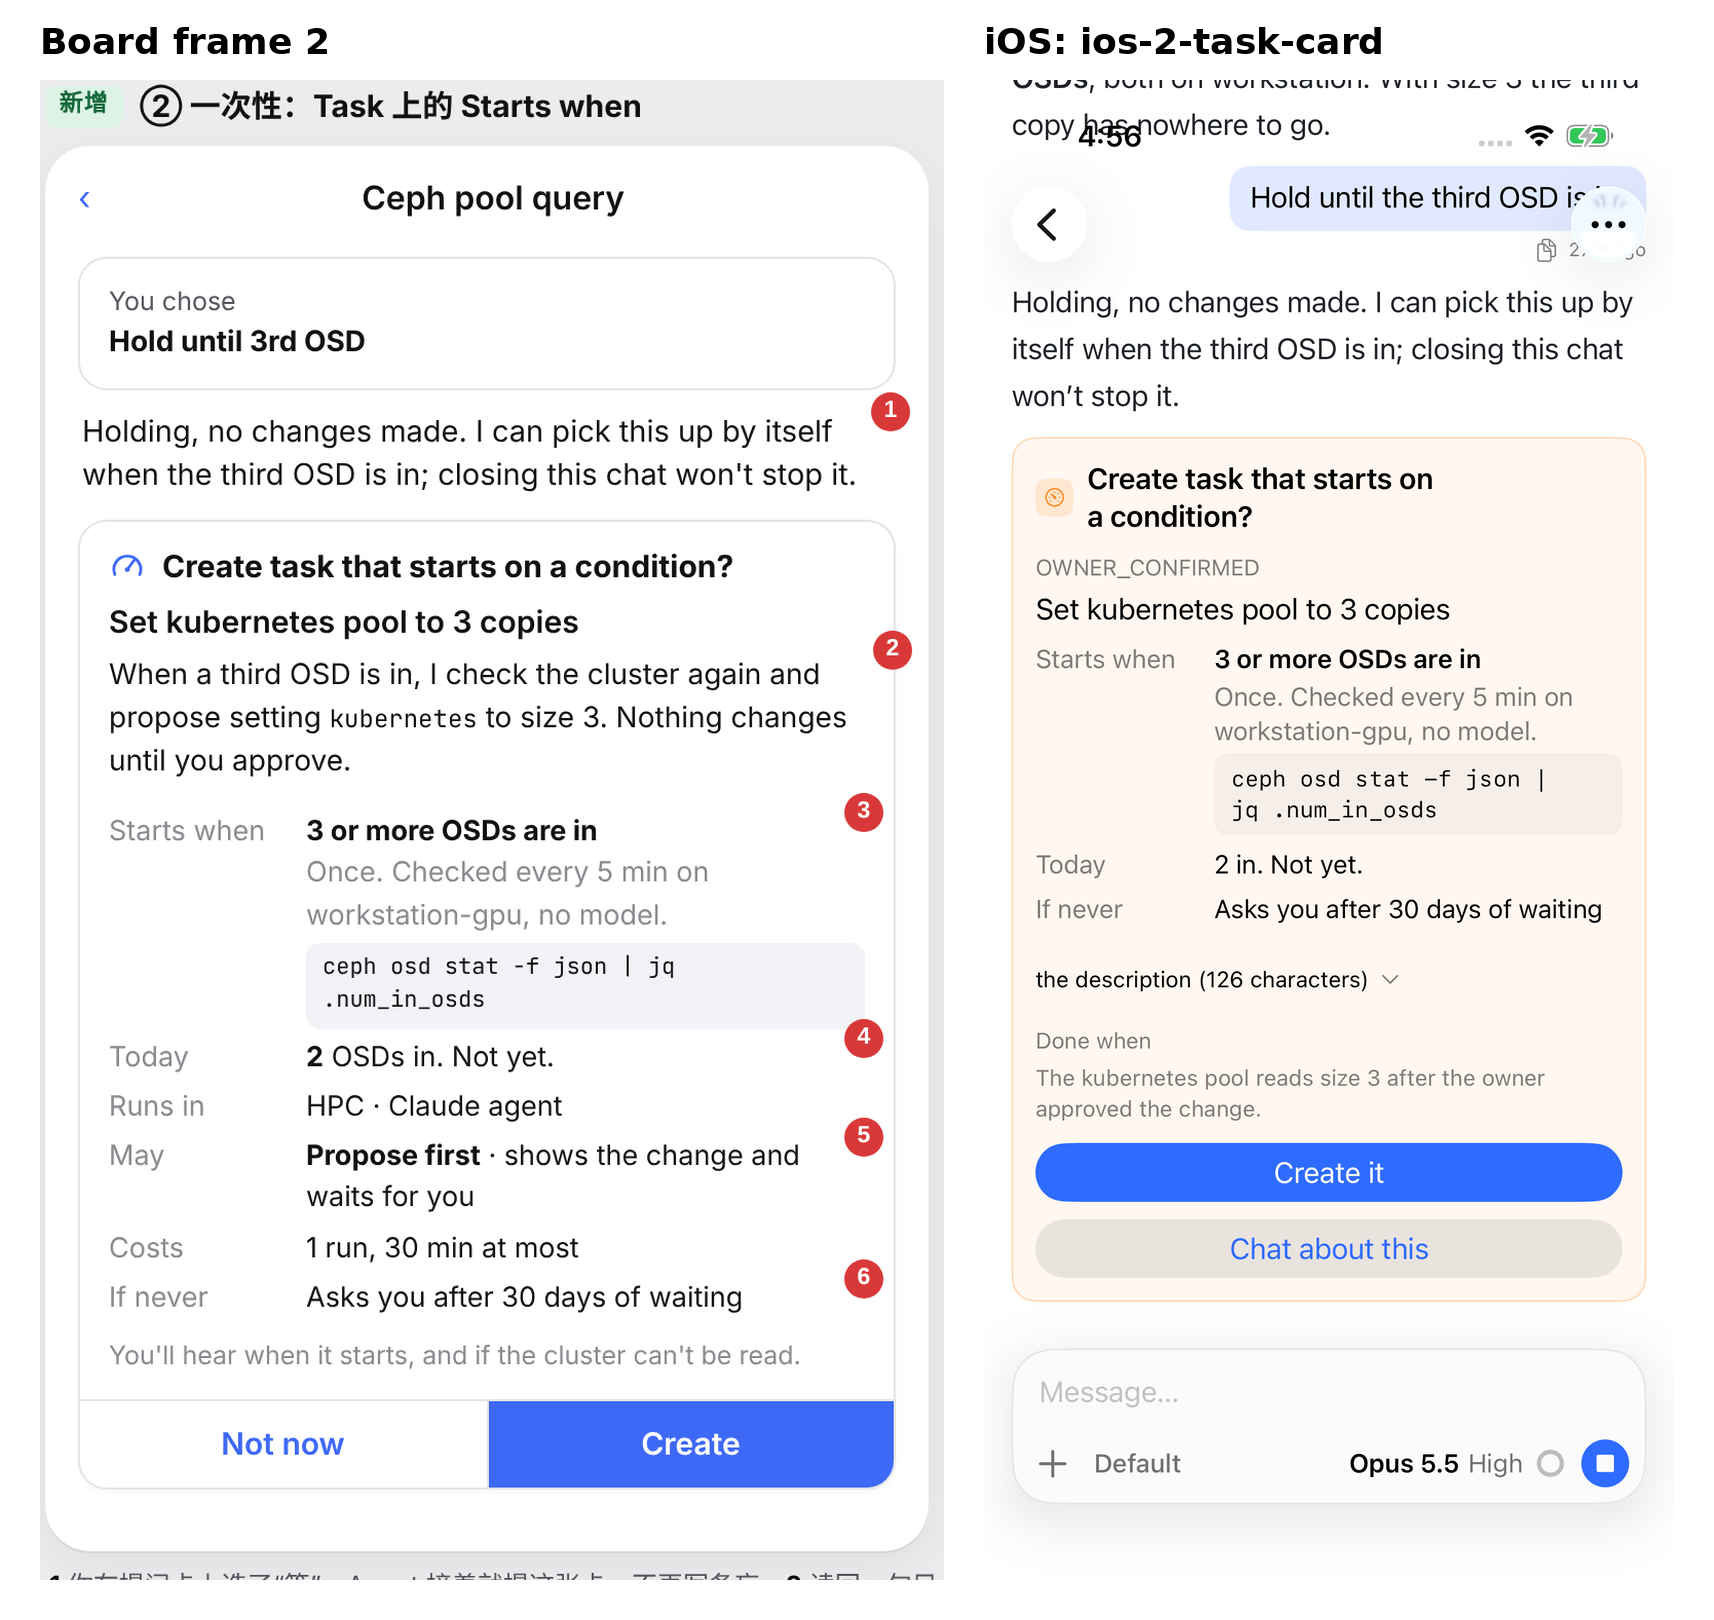 Board frame 2
新增 ② 一次性：Task 上的 Starts when
‹ Ceph pool query
You chose
Hold until 3rd OSD
1
Holding, no changes made. I can pick this up by itself
when the third OSD is in; closing this chat won't stop it.
Create task that starts on a condition?
Set kubernetes pool to 3 copies
2
When a third OSD is in, I check the cluster again and
propose setting kubernetes to size 3. Nothing changes
until you approve.
3
Starts when 3 or more OSDs are in
Once. Checked every 5 min on
workstation-gpu, no model.
ceph osd stat -f json | jq
.num_in_osds
4
Today 2 OSDs in. Not yet.
Runs in HPC · Claude agent
5
May Propose first · shows the change and
waits for you
Costs 1 run, 30 min at most
6
If never Asks you after 30 days of waiting
You'll hear when it starts, and if the cluster can't be read.
Not now Create
iOS: ios-2-task-card
OSDs, both on workstation. With size 3 the third
copy has nowhere to go.
4:56
Hold until the third OSD is
Holding, no changes made. I can pick this up by
itself when the third OSD is in; closing this chat
won’t stop it.
Create task that starts on
a condition?
OWNER_CONFIRMED
Set kubernetes pool to 3 copies
Starts when 3 or more OSDs are in
Once. Checked every 5 min on
workstation-gpu, no model.
ceph osd stat –f json |
jq .num_in_osds
Today 2 in. Not yet.
If never Asks you after 30 days of waiting
the description (126 characters)
Done when
The kubernetes pool reads size 3 after the owner
approved the change.
Create it
Chat about this
Message...
Default Opus 5.5 High